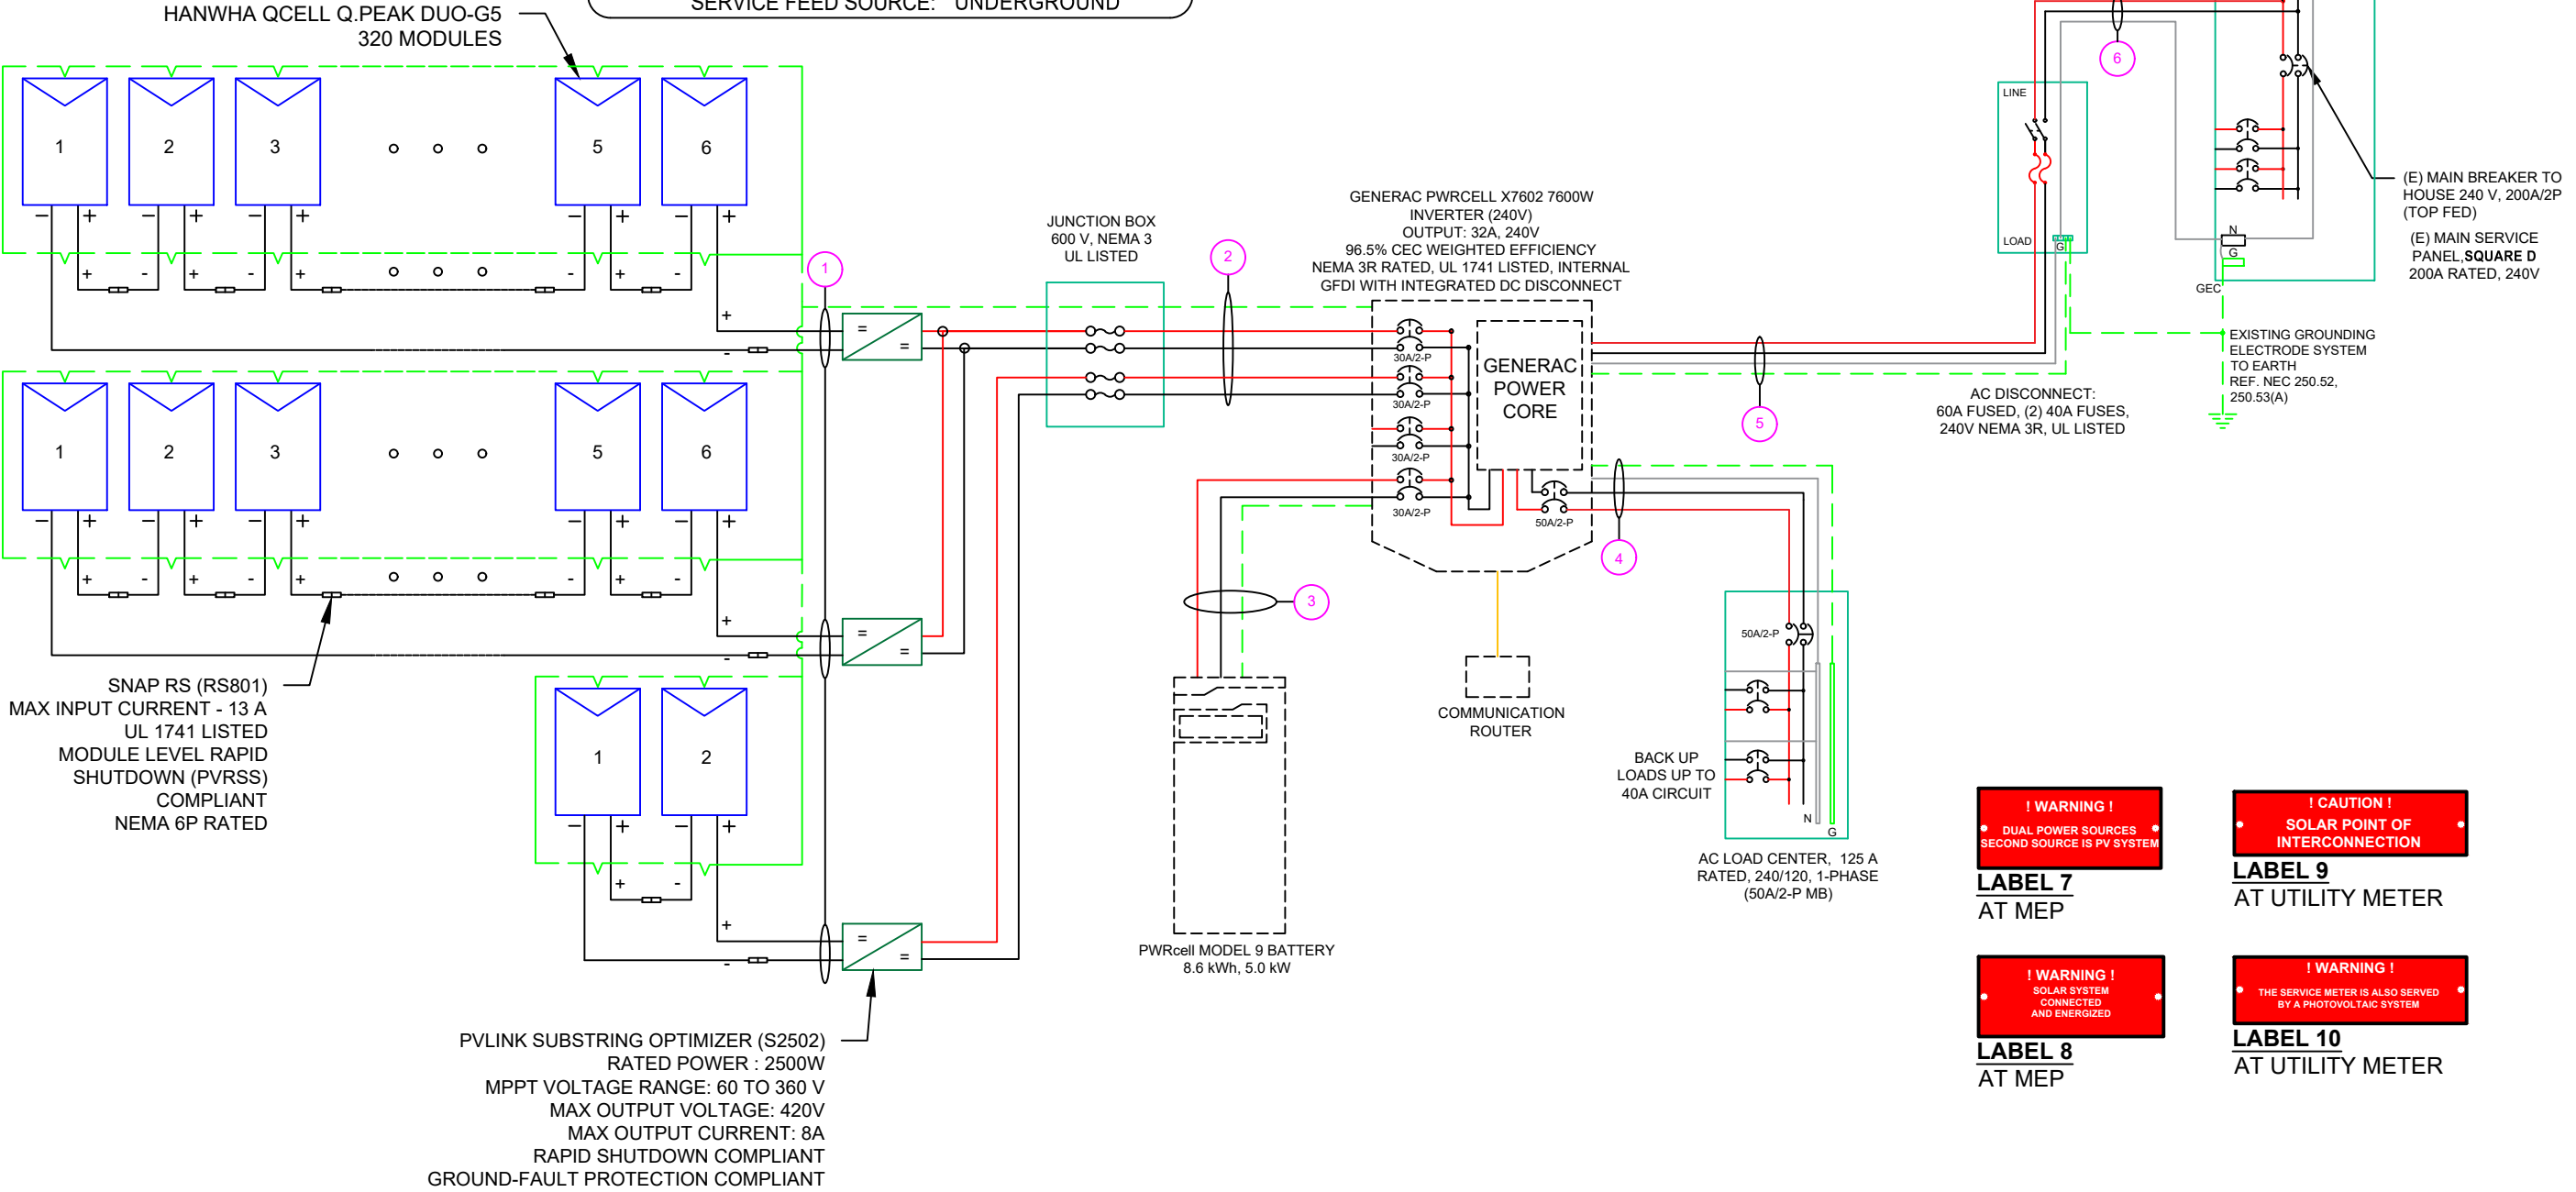 HANWHA QCELL Q.PEAK DUO-G5
320 MODULES
SERVICE FEED SOURCE: UNDERGROUND
1
2
3
5
6
− + − + − + − + − +
+ - + - + - + -
+
-
1
2
3
5
6
− + − + − + − + − +
+ - + - + - + -
+
-
1
2
− + − +
+ -
+
-
SNAP RS (RS801)
MAX INPUT CURRENT - 13 A
UL 1741 LISTED
MODULE LEVEL RAPID
SHUTDOWN (PVRSS)
COMPLIANT
NEMA 6P RATED
PVLINK SUBSTRING OPTIMIZER (S2502)
RATED POWER : 2500W
MPPT VOLTAGE RANGE: 60 TO 360 V
MAX OUTPUT VOLTAGE: 420V
MAX OUTPUT CURRENT: 8A
RAPID SHUTDOWN COMPLIANT
GROUND-FAULT PROTECTION COMPLIANT
1
= =
= =
= =
JUNCTION BOX
600 V, NEMA 3
UL LISTED
2
GENERAC PWRCELL X7602 7600W
INVERTER (240V)
OUTPUT: 32A, 240V
96.5% CEC WEIGHTED EFFICIENCY
NEMA 3R RATED, UL 1741 LISTED, INTERNAL
GFDI WITH INTEGRATED DC DISCONNECT
30A/2-P
30A/2-P
30A/2-P
30A/2-P
GENERAC
POWER
CORE
50A/2-P
3
4
5
6
PWRcell MODEL 9 BATTERY
8.6 kWh, 5.0 kW
COMMUNICATION
ROUTER
50A/2-P
BACK UP
LOADS UP TO
40A CIRCUIT
N
G
AC LOAD CENTER, 125 A
RATED, 240/120, 1-PHASE
(50A/2-P MB)
LINE
LOAD
G
AC DISCONNECT:
60A FUSED, (2) 40A FUSES,
240V NEMA 3R, UL LISTED
N
G
GEC
(E) MAIN BREAKER TO
HOUSE 240 V, 200A/2P
(TOP FED)
(E) MAIN SERVICE
PANEL,SQUARE D
200A RATED, 240V
EXISTING GROUNDING
ELECTRODE SYSTEM
TO EARTH
REF. NEC 250.52,
250.53(A)
! WARNING !
DUAL POWER SOURCES
SECOND SOURCE IS PV SYSTEM
LABEL 7
AT MEP
! CAUTION !
SOLAR POINT OF
INTERCONNECTION
LABEL 9
AT UTILITY METER
! WARNING !
SOLAR SYSTEM
CONNECTED
AND ENERGIZED
LABEL 8
AT MEP
! WARNING !
THE SERVICE METER IS ALSO SERVED
BY A PHOTOVOLTAIC SYSTEM
LABEL 10
AT UTILITY METER